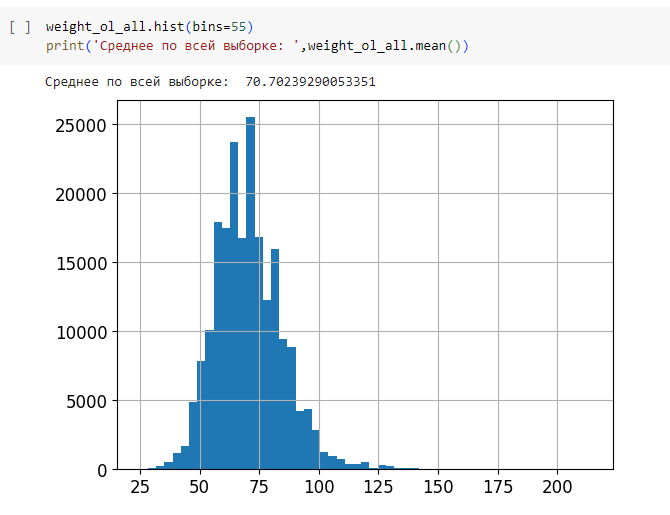 [ ] weight_ol_all.hist(bins=55)
print('Среднее по всей выборке: ',weight_ol_all.mean())
Среднее по всей выборке:  70.70239290053351
25000
20000
15000
10000
5000
0
25 50 75 100 125 150 175 200